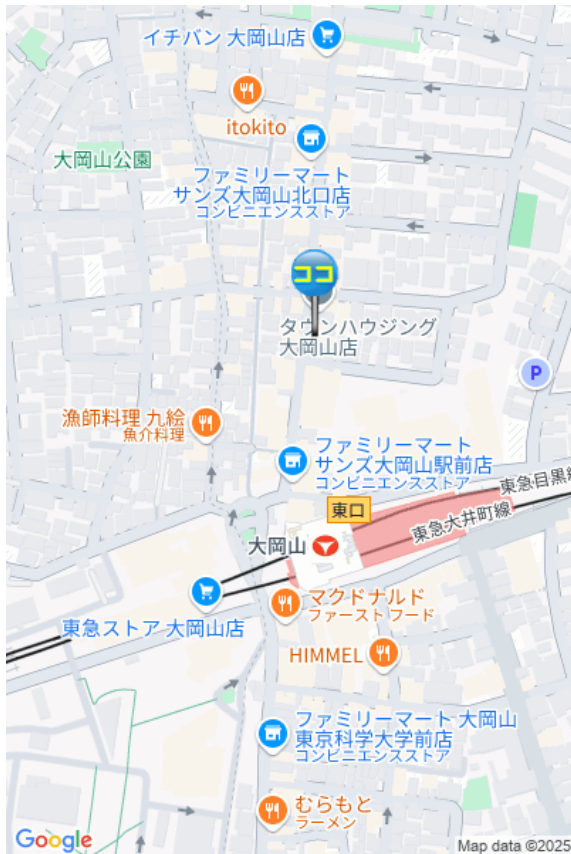 イチバン 大岡山店
itokito
大岡山公園
ファミリーマート
サンズ大岡山北口店
コンビニエンスストア
ココ
タウンハウジング
大岡山店
P
漁師料理 九絵
魚介料理
ファミリーマート
サンズ大岡山駅前店
コンビニエンスストア
東急目黒線
東口
東急大井町線
大岡山
マクドナルド
ファースト フード
東急ストア 大岡山店
HIMMEL
ファミリーマート 大岡山
東京科学大学前店
コンビニエンスストア
むらもと
ラーメン
Google
Map data ©2025